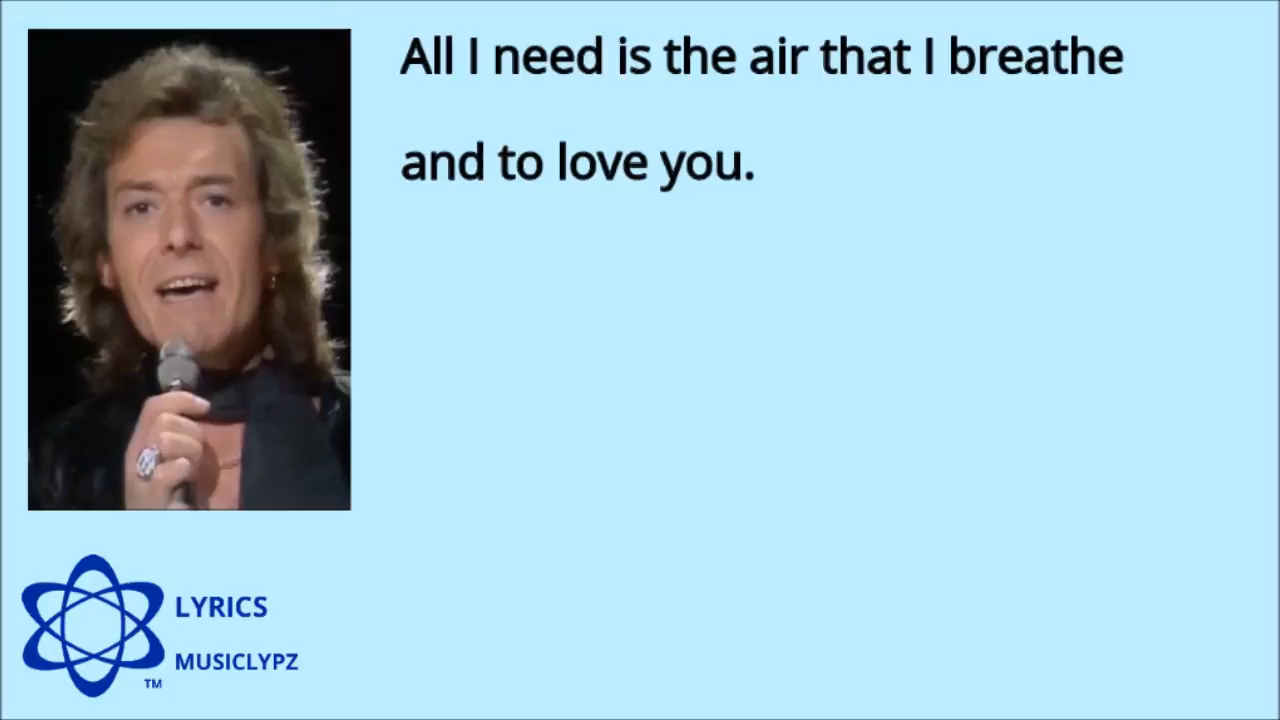 All I need is the air that I breathe
and to love you.
LYRICS
MUSICLYPZ
TM